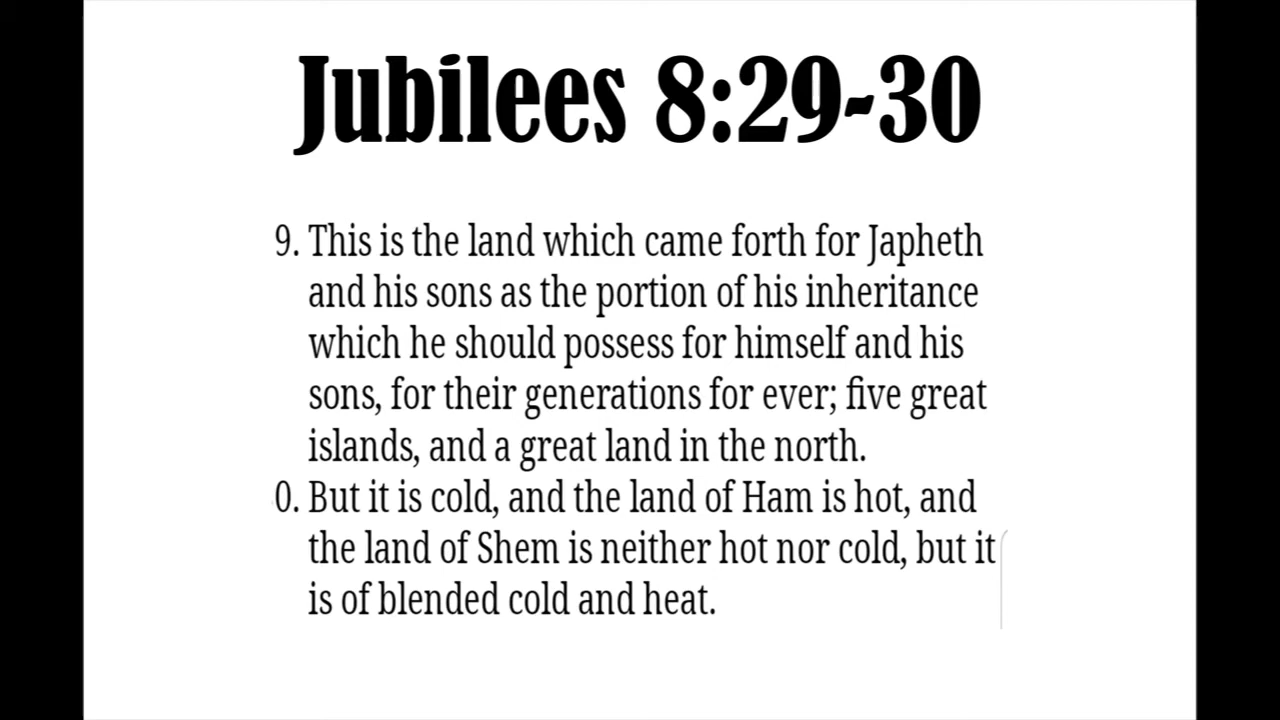 Jubilees 8:29-30
9. This is the land which came forth for Japheth
and his sons as the portion of his inheritance
which he should possess for himself and his
sons, for their generations for ever; five great
islands, and a great land in the north.
0. But it is cold, and the land of Ham is hot, and
the land of Shem is neither hot nor cold, but it
is of blended cold and heat.